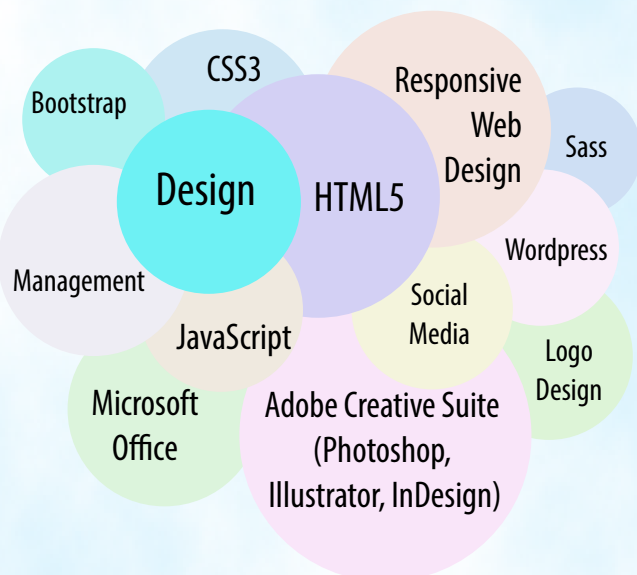 CSS3
Bootstrap
Responsive
Web
Design
Sass
Design
HTML5
Wordpress
Management
JavaScript
Social
Media
Logo
Design
Microsoft
Office
Adobe Creative Suite
(Photoshop,
Illustrator, InDesign)